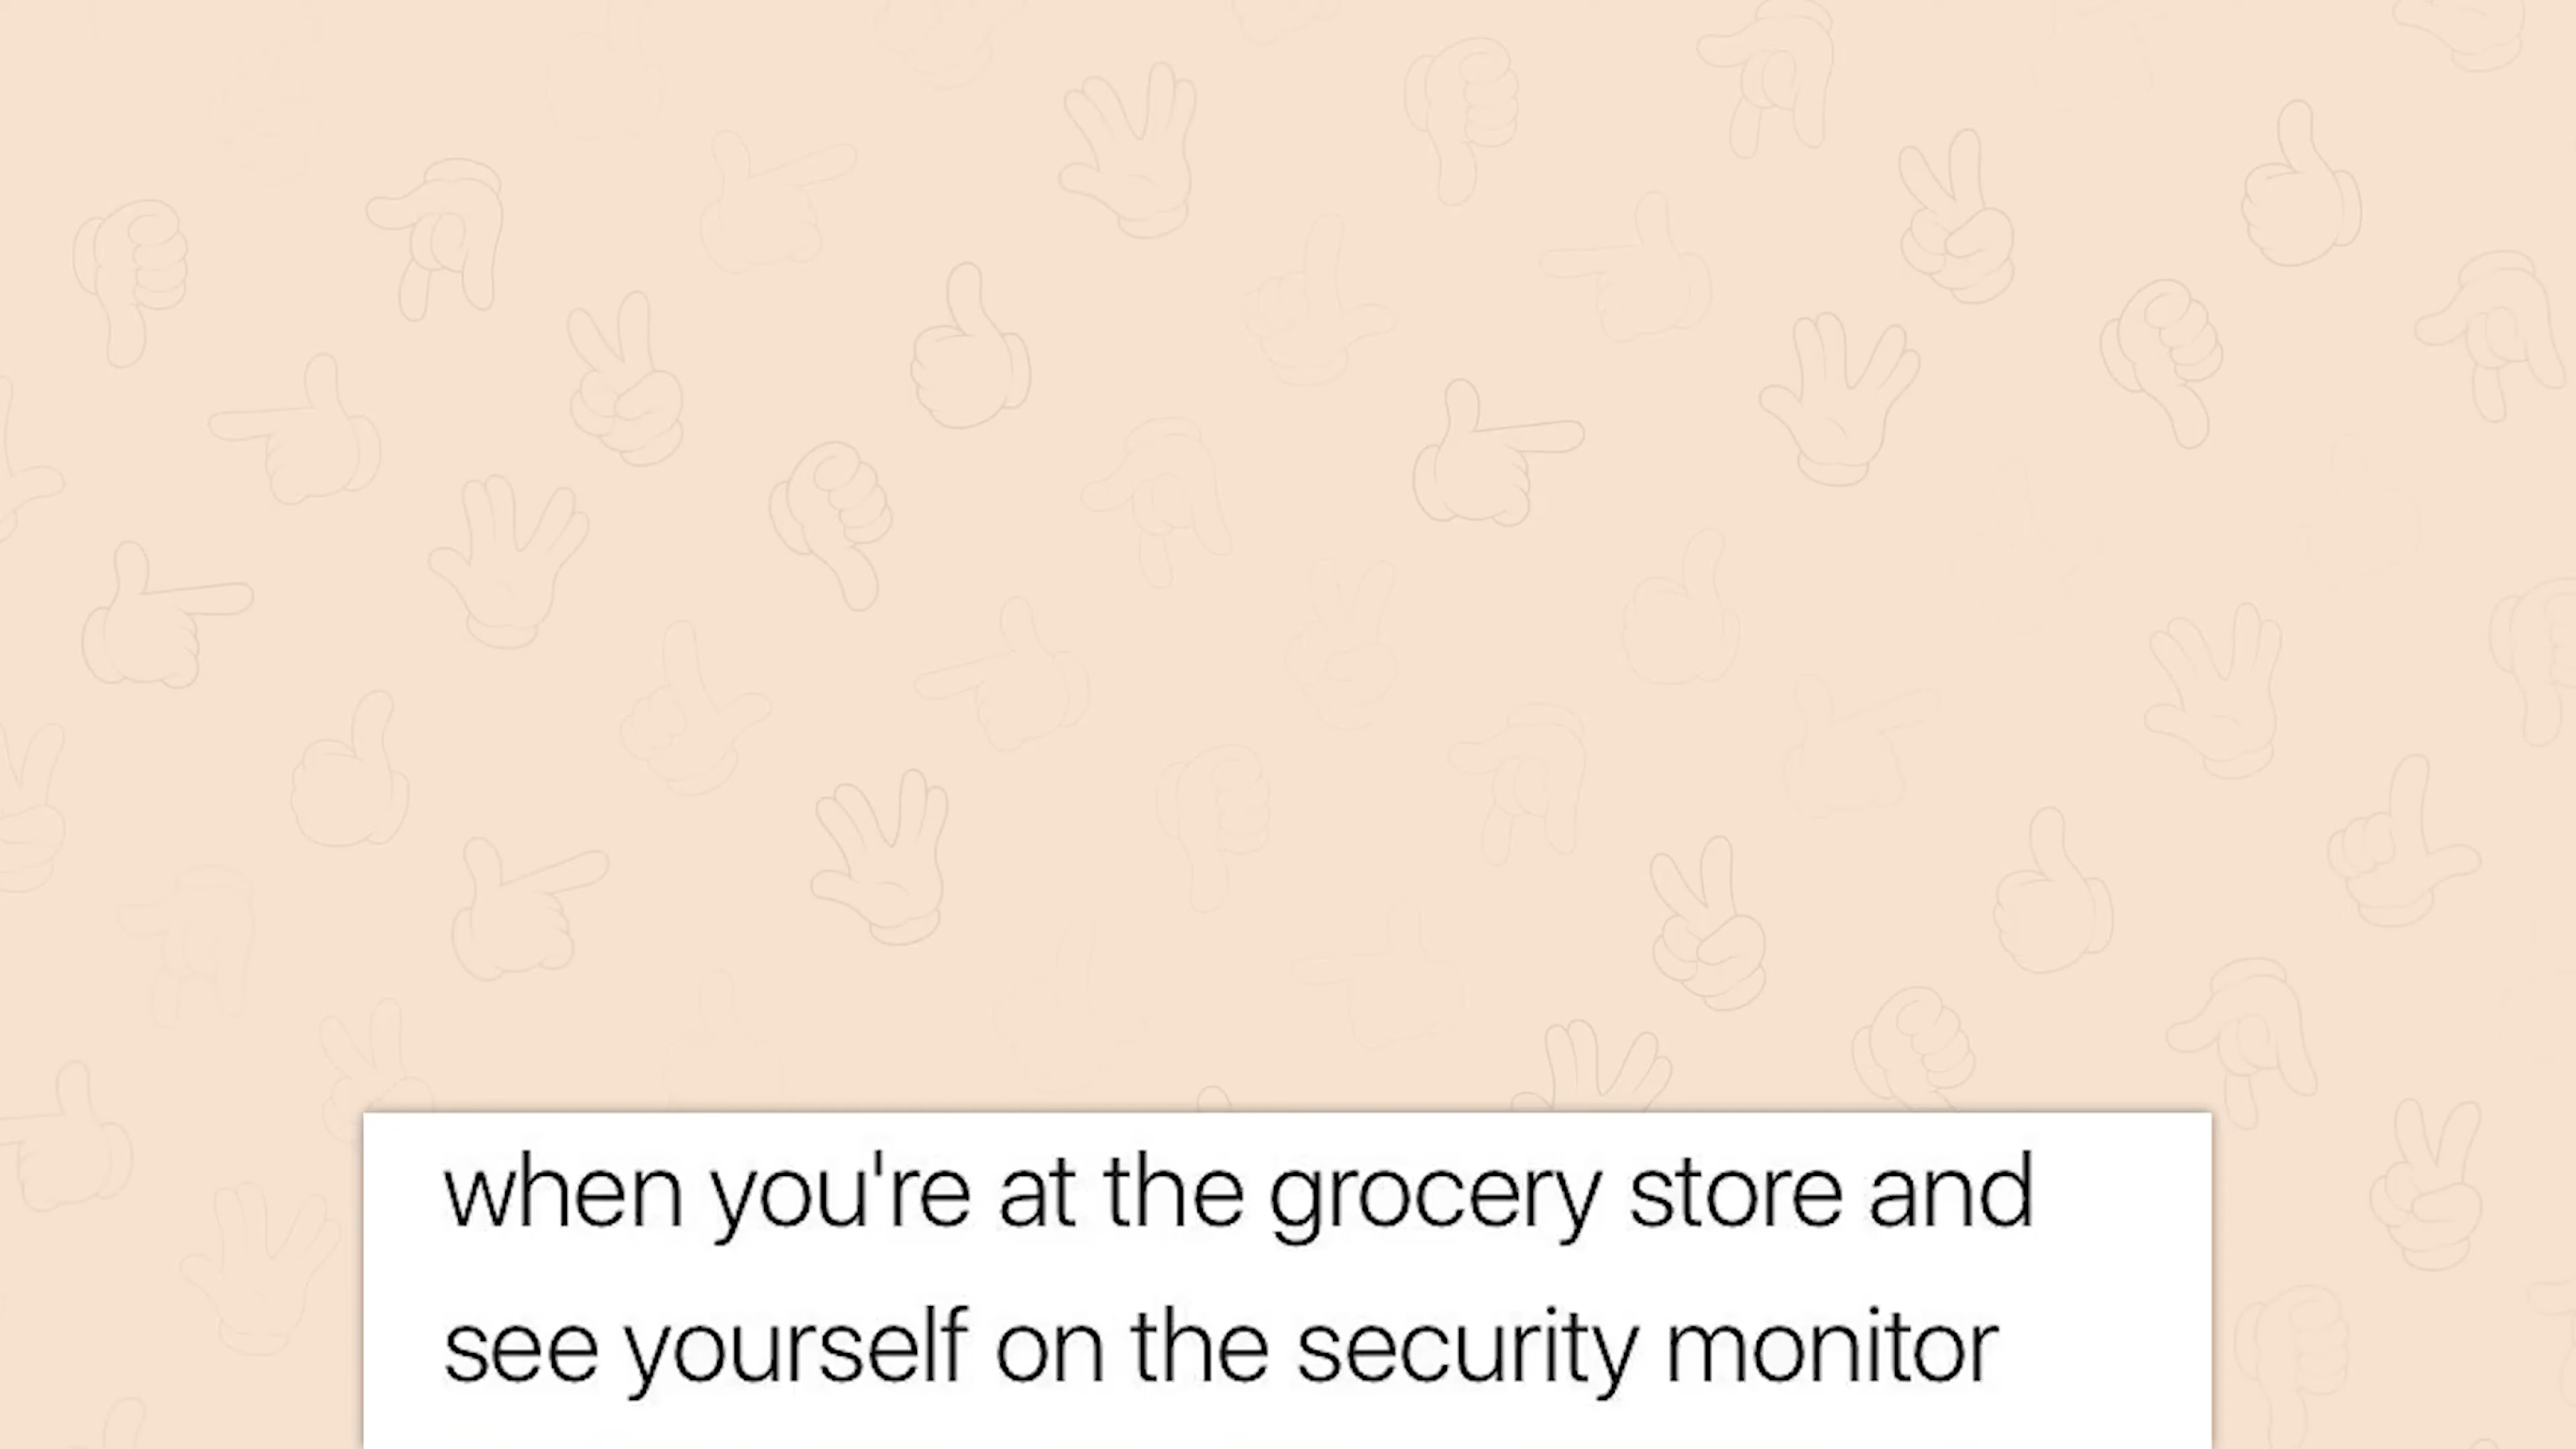 when you're at the grocery store and
see yourself on the security monitor